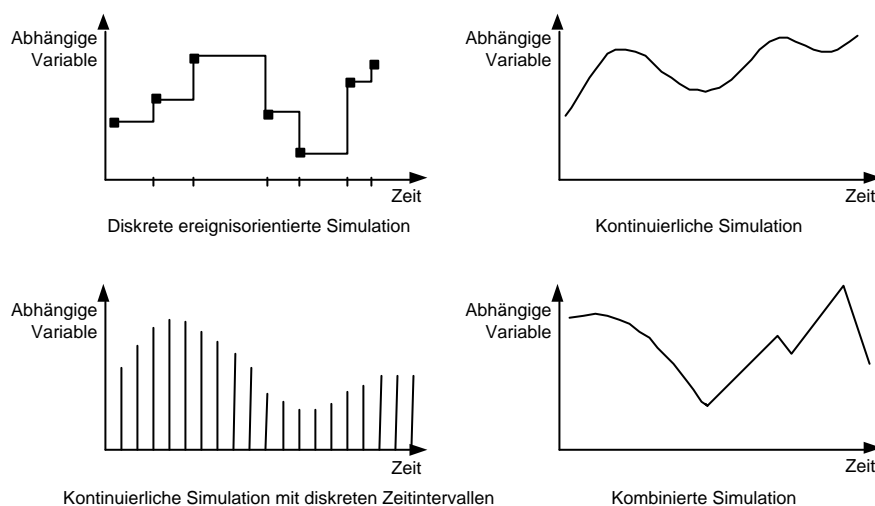 Abhängige
Variable
Zeit
Diskrete ereignisorientierte Simulation
Abhängige
Variable
Zeit
Kontinuierliche Simulation
Abhängige
Variable
Zeit
Kontinuierliche Simulation mit diskreten Zeitintervallen
Abhängige
Variable
Zeit
Kombinierte Simulation